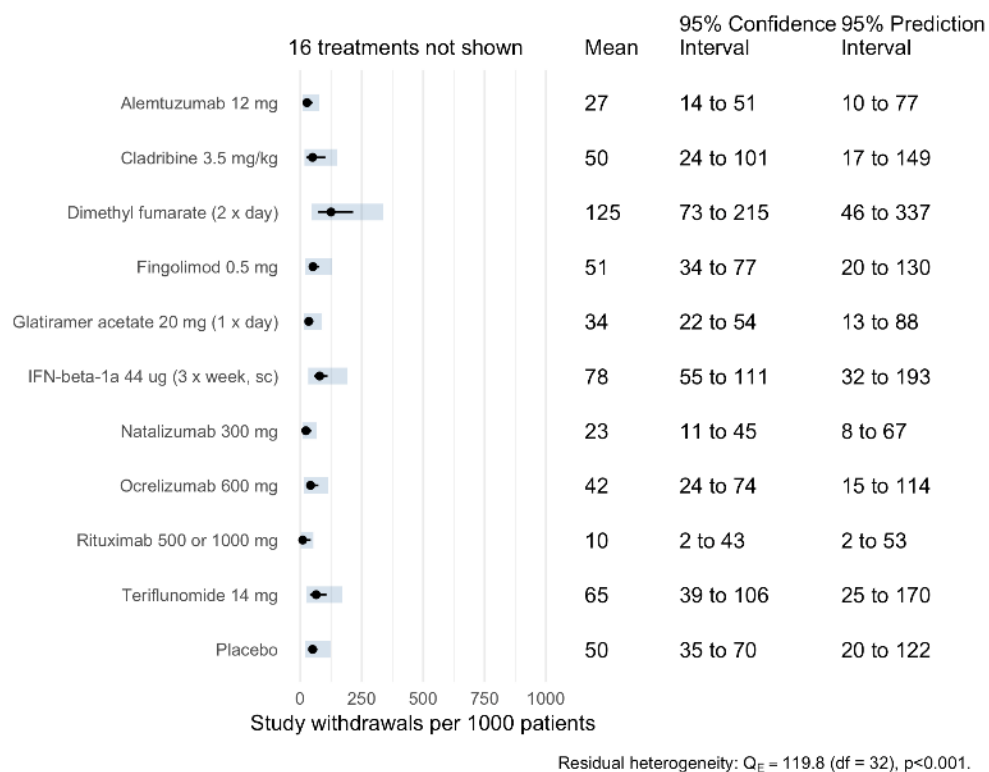 16 treatments not shown Mean 95% Confidence Interval 95% Prediction Interval
Alemtuzumab 12 mg 27 14 to 51 10 to 77
Cladribine 3.5 mg/kg 50 24 to 101 17 to 149
Dimethyl fumarate (2 x day) 125 73 to 215 46 to 337
Fingolimod 0.5 mg 51 34 to 77 20 to 130
Glatiramer acetate 20 mg (1 x day) 34 22 to 54 13 to 88
IFN-beta-1a 44 ug (3 x week, sc) 78 55 to 111 32 to 193
Natalizumab 300 mg 23 11 to 45 8 to 67
Ocrelizumab 600 mg 42 24 to 74 15 to 114
Rituximab 500 or 1000 mg 10 2 to 43 2 to 53
Teriflunomide 14 mg 65 39 to 106 25 to 170
Placebo 50 35 to 70 20 to 122
0 250 500 750 1000
Study withdrawals per 1000 patients
Residual heterogeneity: Q_E = 119.8 (df = 32), p<0.001.